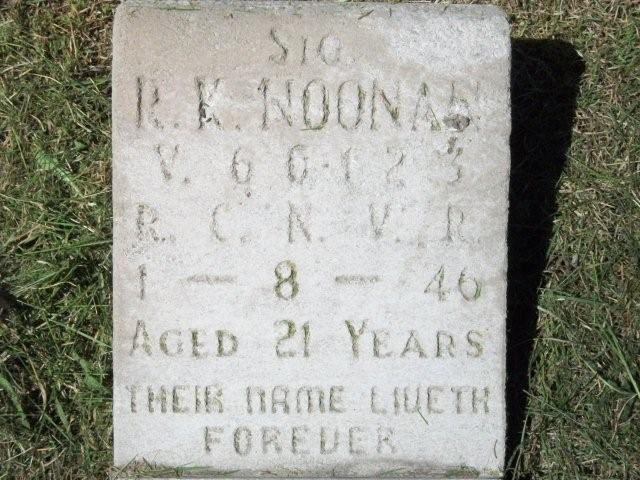 SIG.
R. K. NOONAN
V. 66123
R. C. N. V. R.
1 — 8 — 46
AGED 21 YEARS
THEIR NAME LIVETH
FOREVER